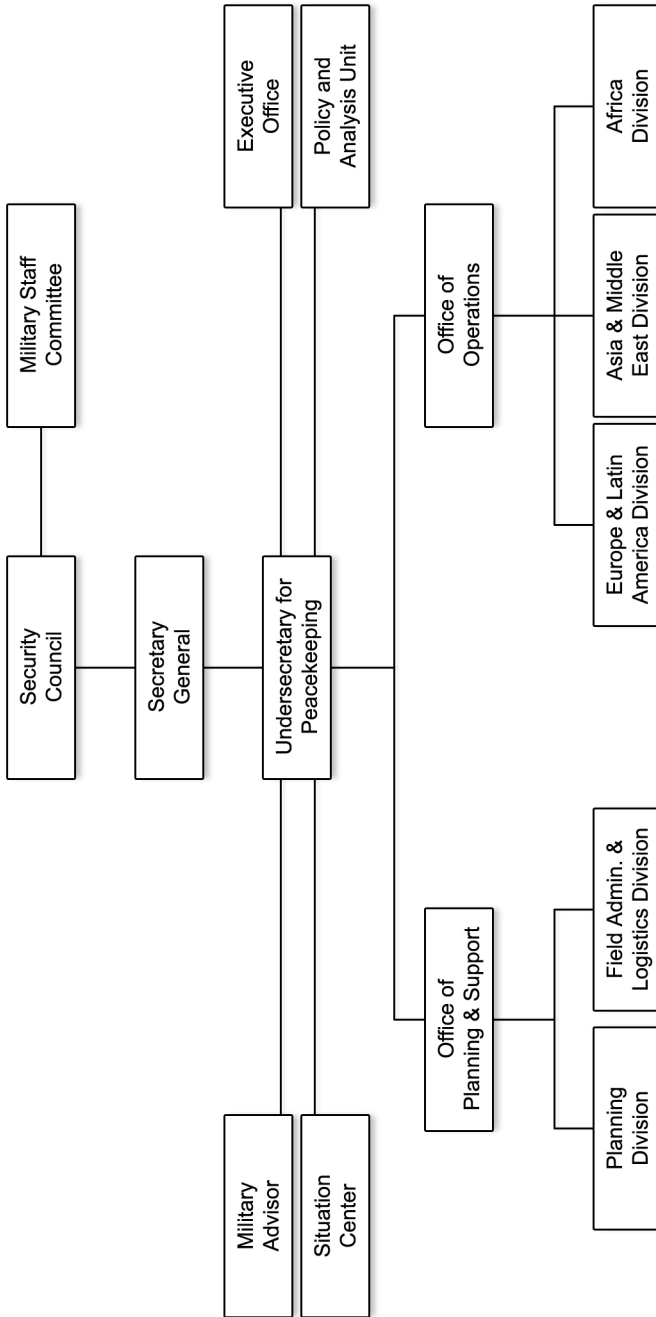 Security
Council
Military Staff
Committee
Secretary
General
Military
Advisor
Executive
Office
Undersecretary for
Peacekeeping
Situation
Center
Policy and
Analysis Unit
Office of
Planning & Support
Office of
Operations
Planning
Division
Field Admin. &
Logistics Division
Europe & Latin
America Division
Asia & Middle
East Division
Africa
Division